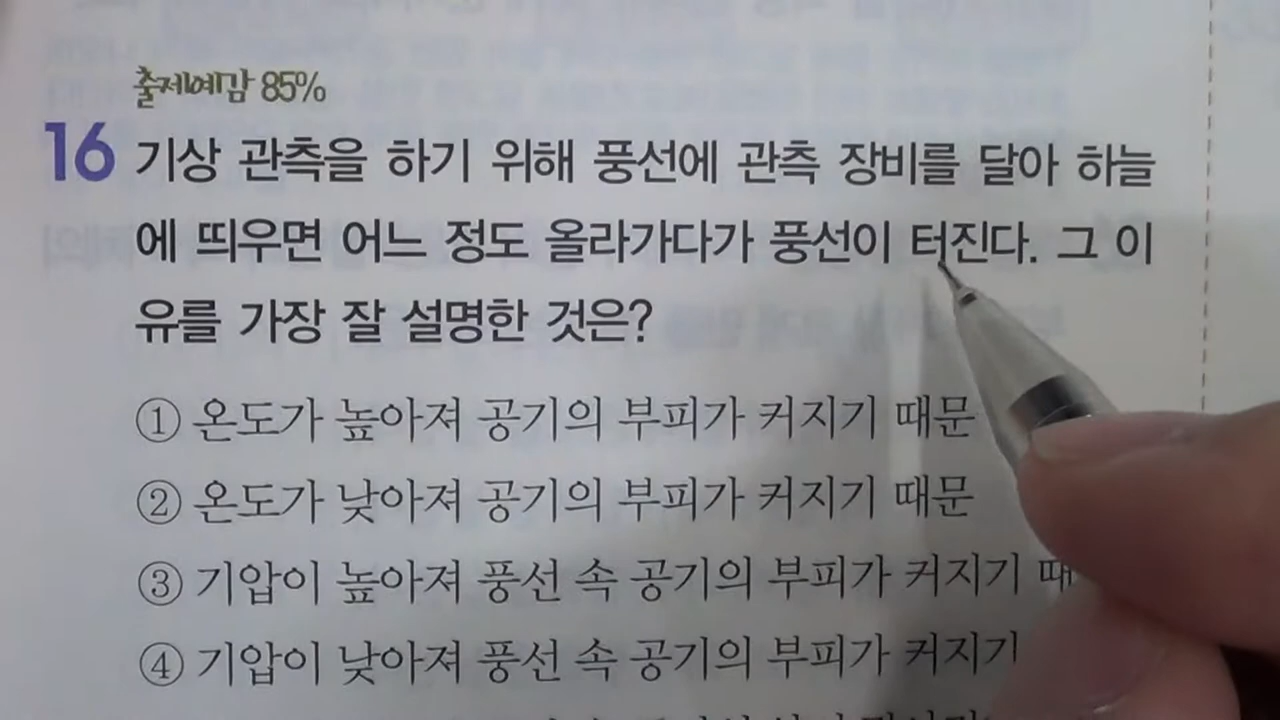 출제예감 85%
16 기상 관측을 하기 위해 풍선에 관측 장비를 달아 하늘
에 띄우면 어느 정도 올라가다가 풍선이 터진다. 그 이
유를 가장 잘 설명한 것은?
① 온도가 높아져 공기의 부피가 커지기 때문
② 온도가 낮아져 공기의 부피가 커지기 때문
③ 기압이 높아져 풍선 속 공기의 부피가 커지기 때
④ 기압이 낮아져 풍선 속 공기의 부피가 커지기